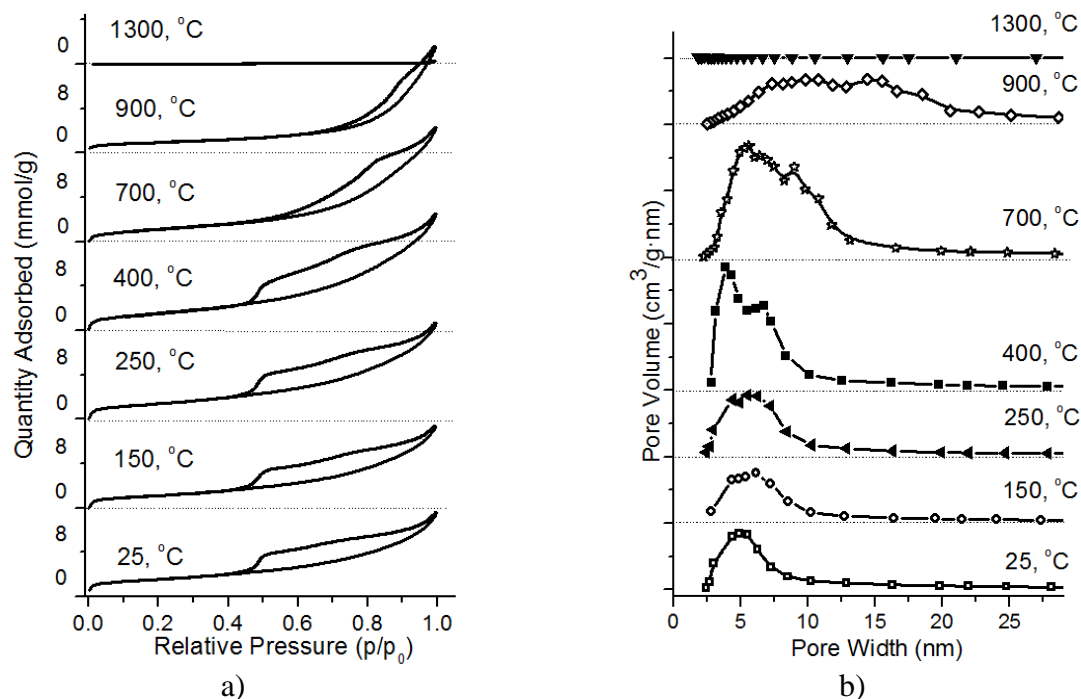 1300, °C
0
8
900, °C
0
8
700, °C
0
8
400, °C
0
8
250, °C
0
8
150, °C
0
8
25, °C
0
0.0 0.2 0.4 0.6 0.8 1.0
Relative Pressure (p/p₀)
Quantity Adsorbed (mmol/g)
a)
1300, °C
900, °C
700, °C
400, °C
250, °C
150, °C
25, °C
0 5 10 15 20 25
Pore Width (nm)
Pore Volume (cm³/g·nm)
b)